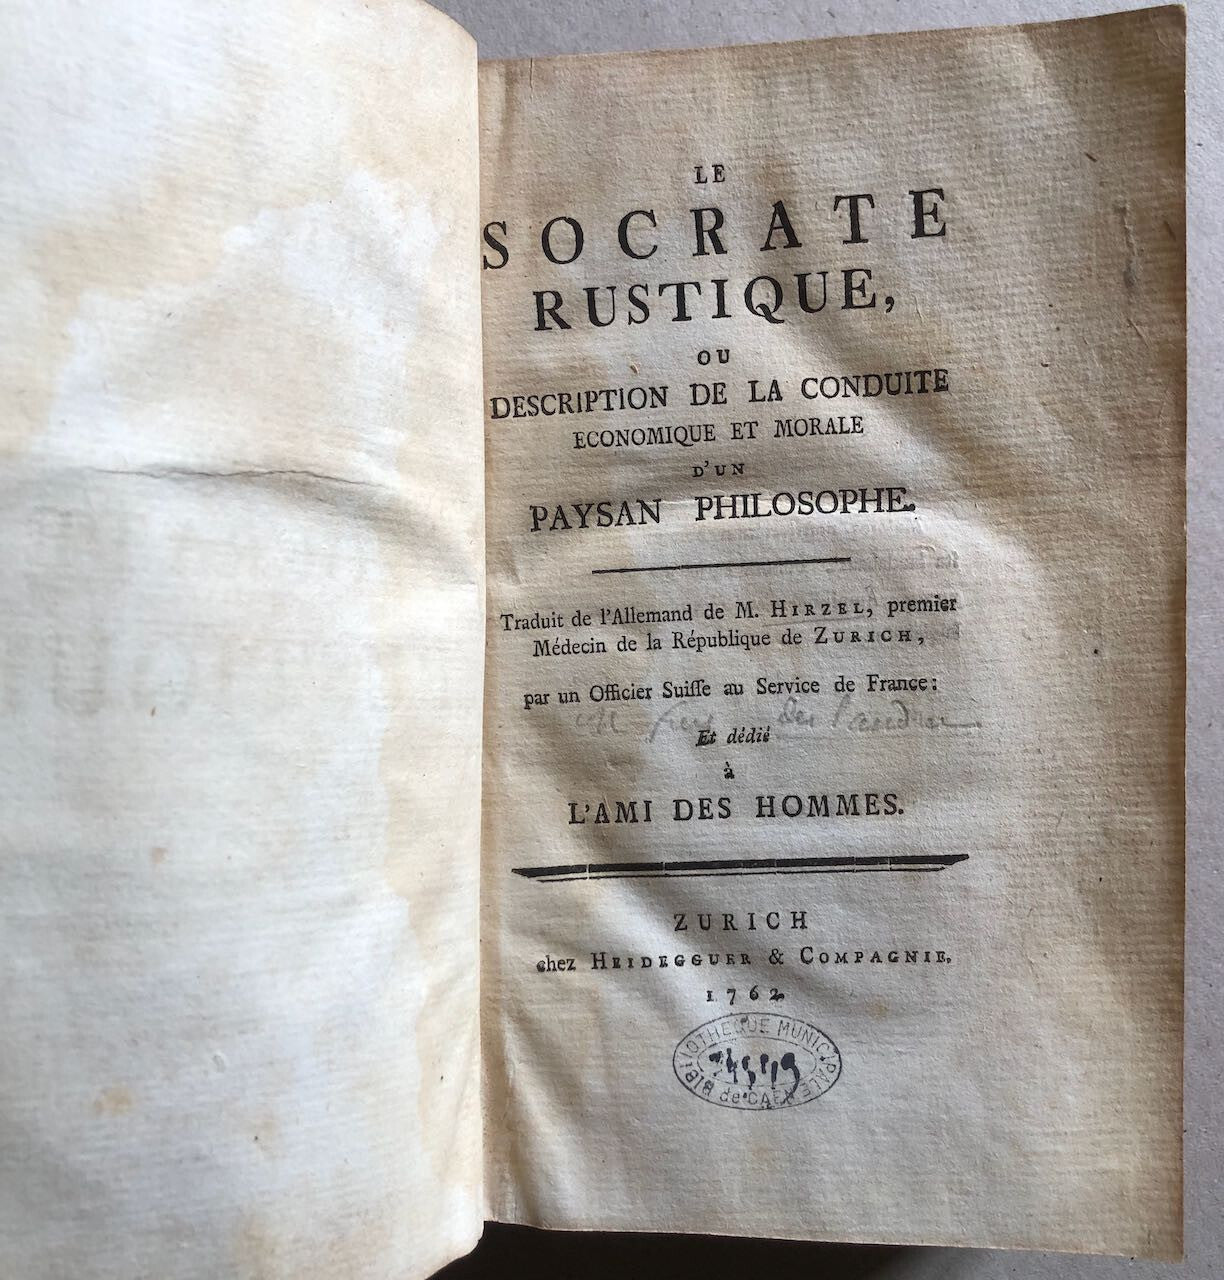 LE
SOCRATE
RUSTIQUE,
OU
DESCRIPTION DE LA CONDUITE
ECONOMIQUE ET MORALE
D'UN
PAYSAN PHILOSOPHE.
Traduit de l'Allemand de M. HIRZEL, premier
Médecin de la République de ZURICH,
par un Officier Suisse au Service de France:
Et dédié
à
L'AMI DES HOMMES.
ZURICH
chez HEIDEGGUER & COMPAGNIE.
1762
BIBLIOTHEQUE MUNICIPALE
de CAEN